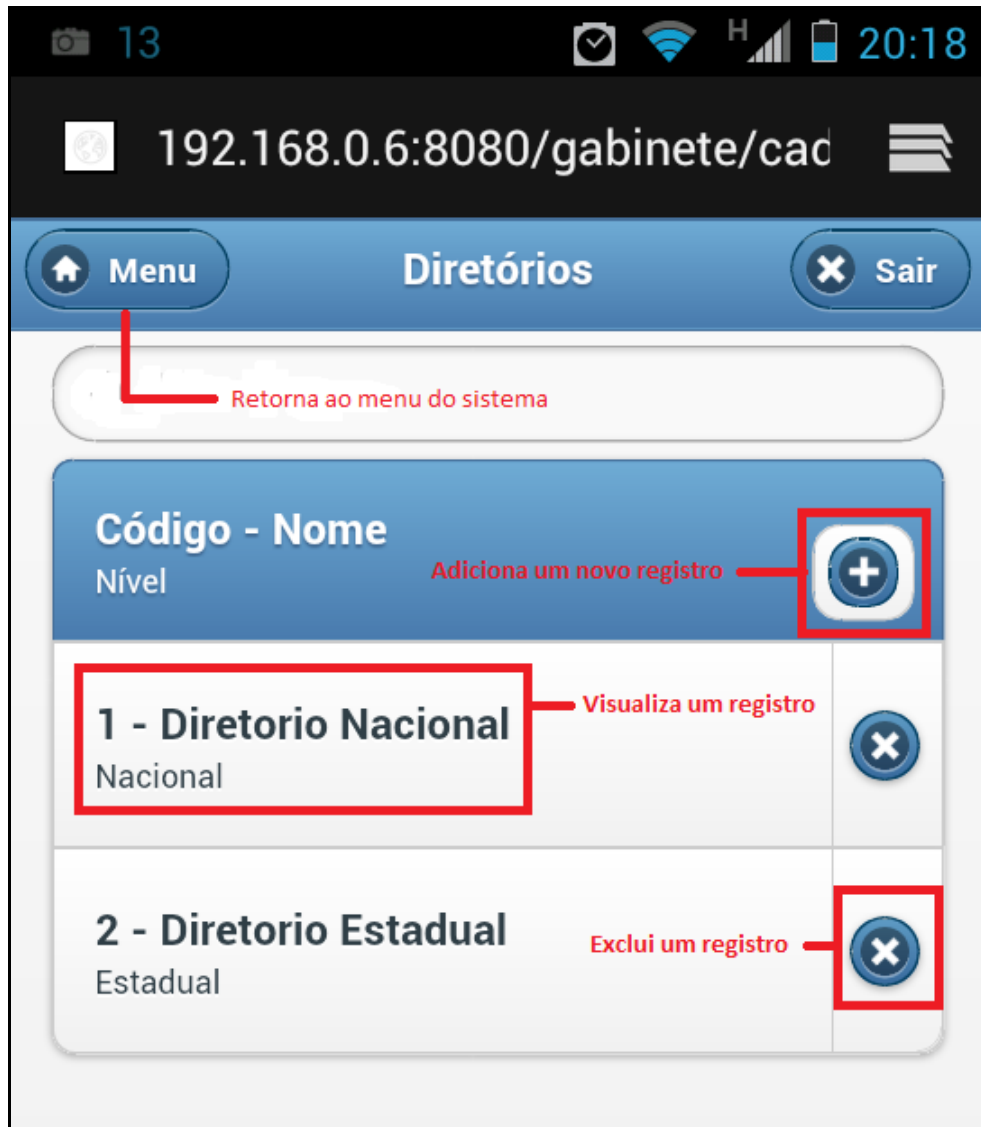 13 H 20:18
192.168.0.6:8080/gabinete/cad
Menu Diretórios Sair
Retorna ao menu do sistema
Código - Nome
Nível
Adiciona um novo registro
1 - Diretorio Nacional
Nacional
Visualiza um registro
2 - Diretorio Estadual
Estadual
Exclui um registro